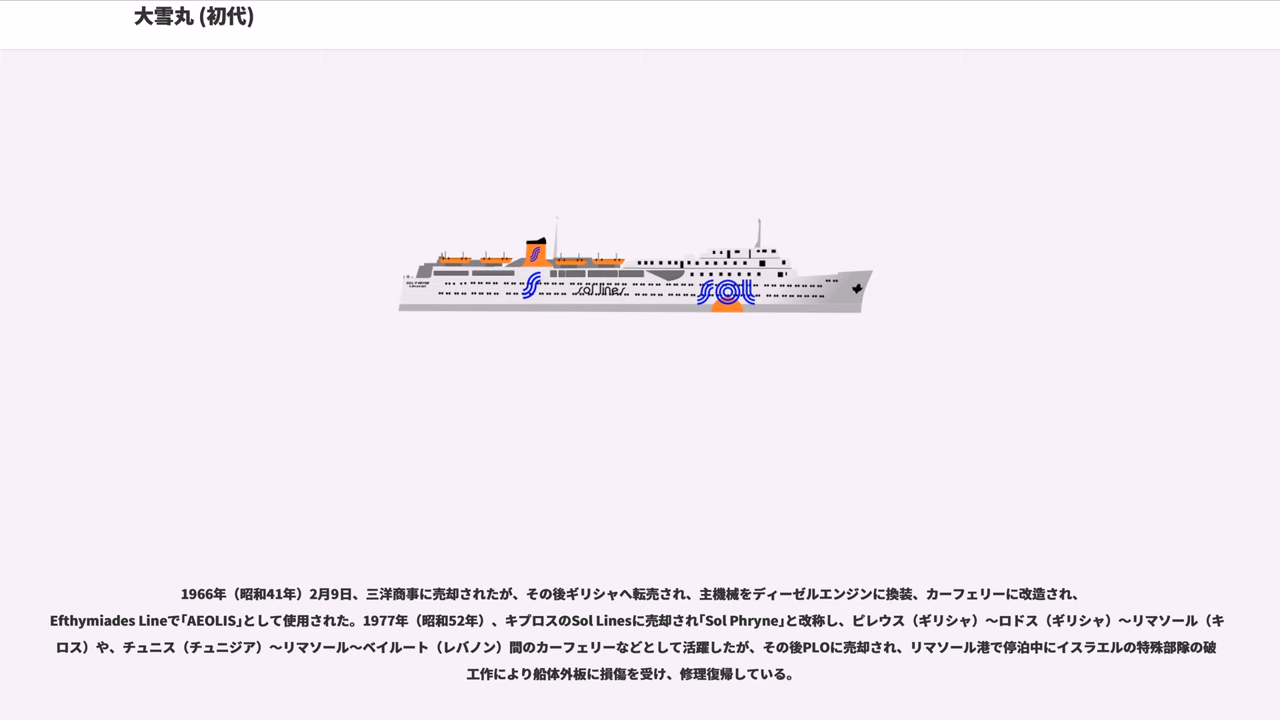 大雪丸 (初代)
sol lines
sol
1966年（昭和41年）2月9日、三洋商事に売却されたが、その後ギリシャへ転売され、主機械をディーゼルエンジンに換装、カーフェリーに改造され、
Efthymiades Lineで｢AEOLIS｣として使用された。1977年（昭和52年）、キプロスのSol Linesに売却され｢Sol Phryne｣と改称し、ピレウス（ギリシャ）〜ロドス（ギリシャ）〜リマソール（キ
ロス）や、チュニス（チュニジア）〜リマソール〜ベイルート（レバノン）間のカーフェリーなどとして活躍したが、その後PLOに売却され、リマソール港で停泊中にイスラエルの特殊部隊の破
工作により船体外板に損傷を受け、修理復帰している。